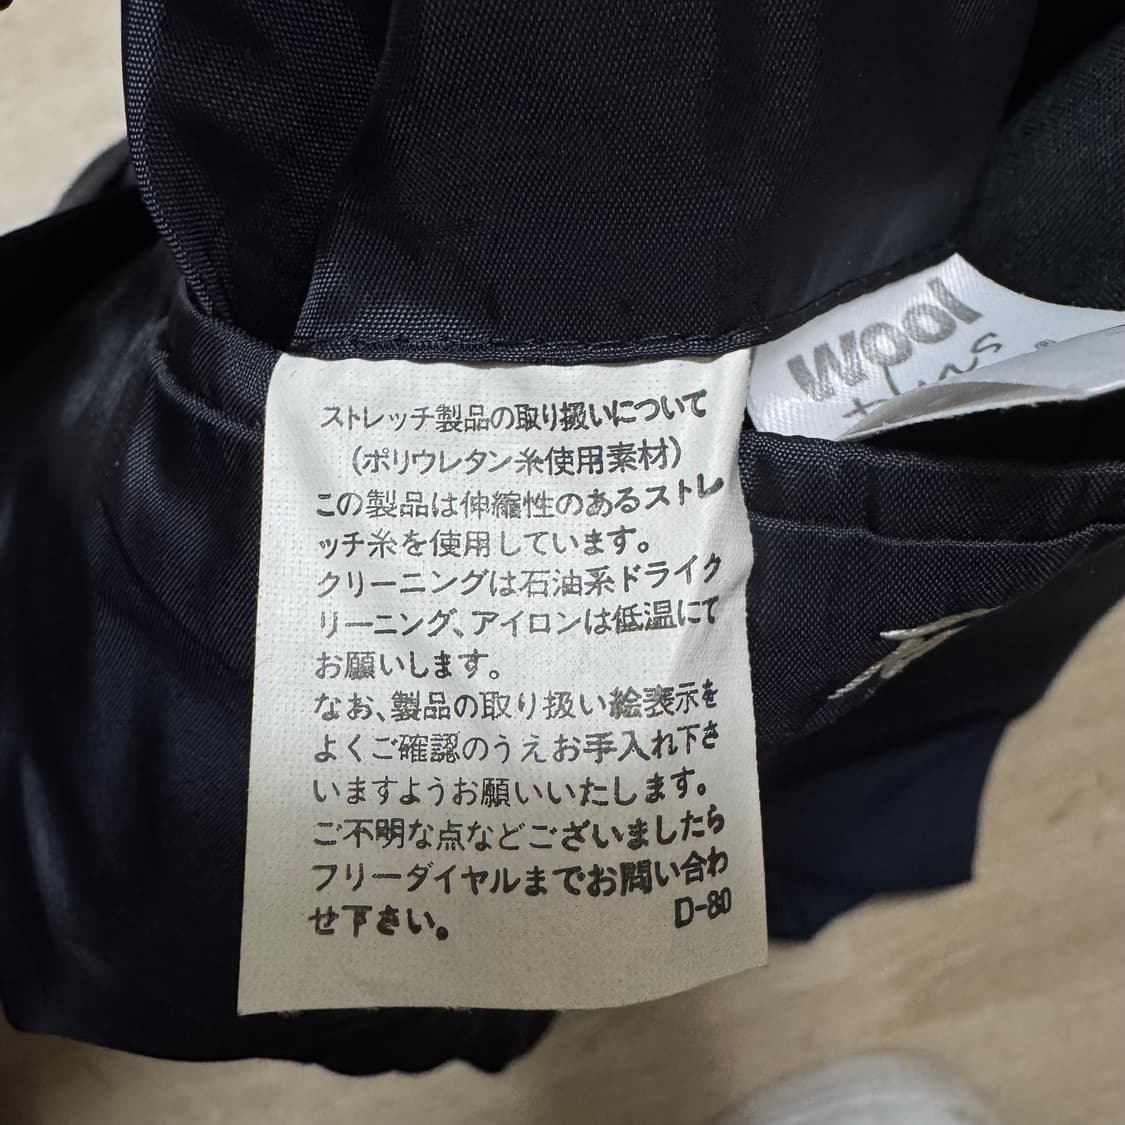 ストレッチ製品の取り扱いについて
(ポリウレタン糸使用素材)
この製品は伸縮性のあるストレ
ッチ糸を使用しています。
クリーニングは石油系ドライク
リーニング、アイロンは低温にて
お願いします。
なお、製品の取り扱い絵表示を
よくご確認のうえお手入れ下さ
いますようお願いいたします。
ご不明な点などございましたら
フリーダイヤルまでお問い合わ
せ下さい。
D-80
Wool
plus
®